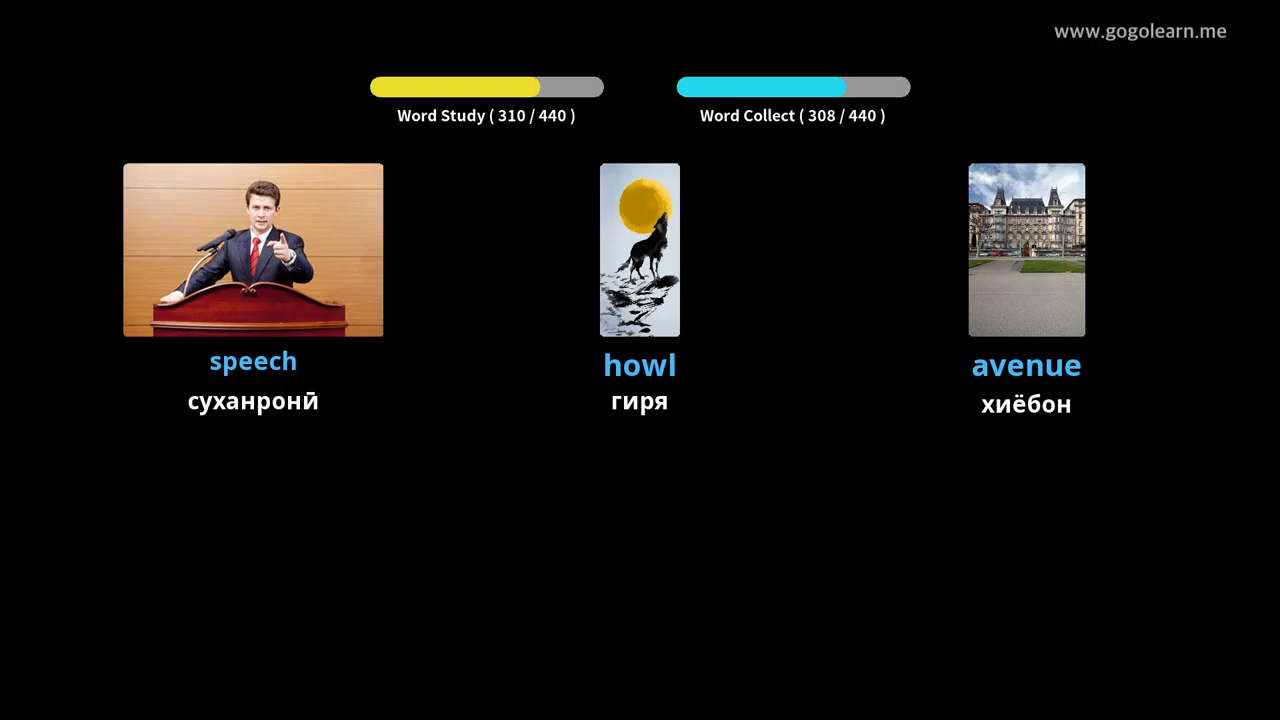 www.gogolearn.me
Word Study ( 310 / 440 )
Word Collect ( 308 / 440 )
speech
суханронӣ
howl
гиря
avenue
хиёбон